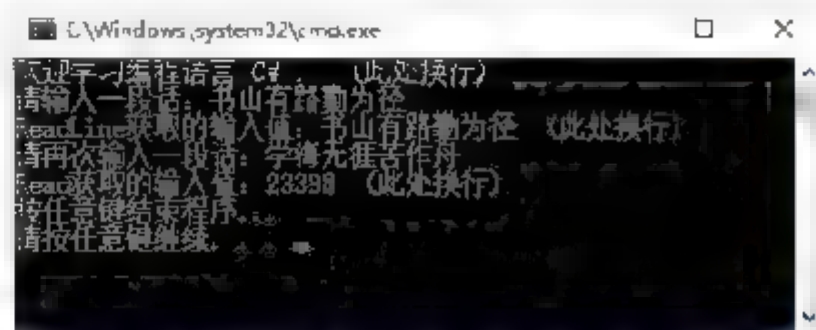 C:\Windows\system32\cmd.exe
欢迎学习编程语言 C# (此处换行)
请输入一段话：书山有路勤为径
ReadLine获取的输入值：书山有路勤为径 (此处换行)
请再次输入一段话：学海无涯苦作舟
Read获取的输入值：23398 (此处换行)
按任意键结束程序
请按任意键继续.